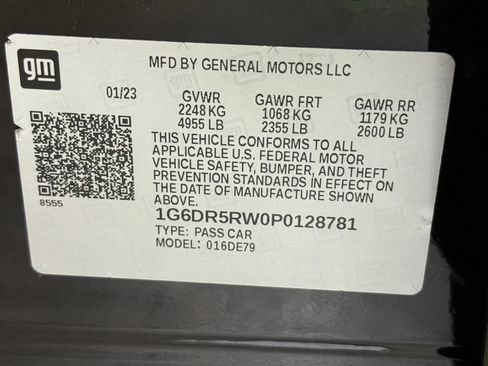 gm
MFD BY GENERAL MOTORS LLC
01/23 GVWR GAWR FRT GAWR RR
2248 KG 1068 KG 1179 KG
4955 LB 2355 LB 2600 LB
THIS VEHICLE CONFORMS TO ALL
APPLICABLE U.S. FEDERAL MOTOR
VEHICLE SAFETY, BUMPER, AND THEFT
PREVENTION STANDARDS IN EFFECT ON
THE DATE OF MANUFACTURE SHOWN
ABOVE.
8555
1G6DR5RW0P0128781
TYPE: PASS CAR
MODEL: 016DE79